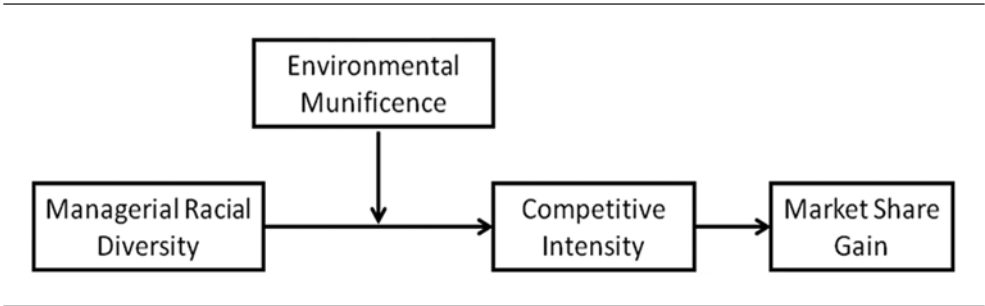 Environmental
Munificence
Managerial Racial
Diversity
Competitive
Intensity
Market Share
Gain